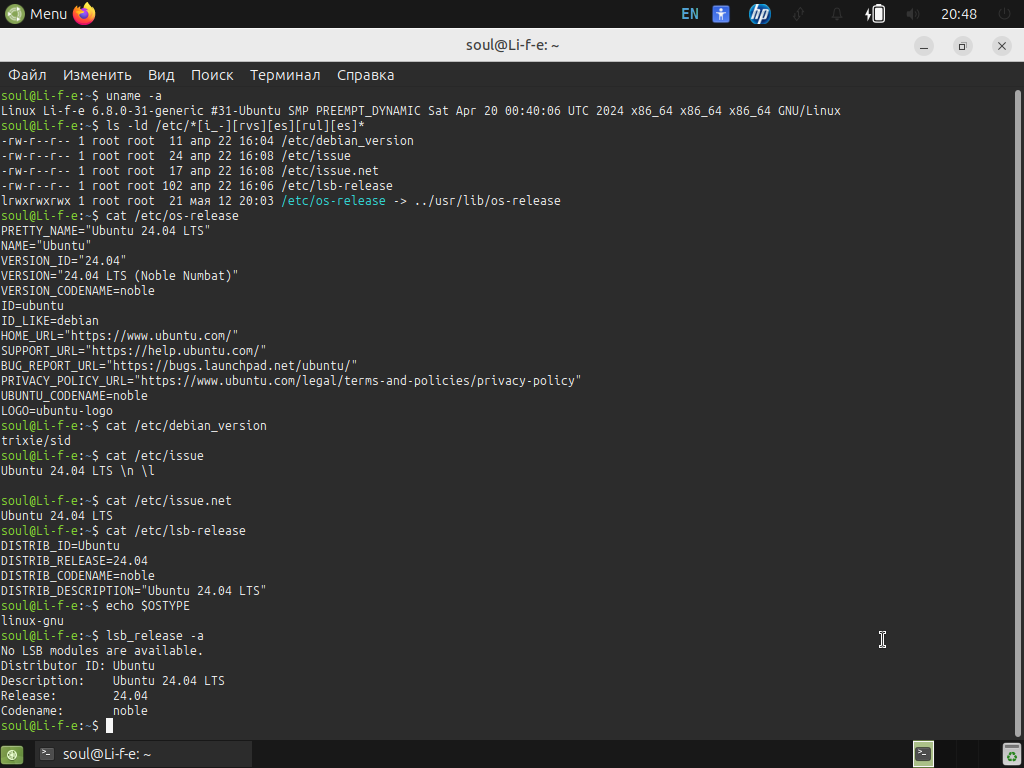 Menu EN hp 20:48
soul@Li-f-e: ~
Файл Изменить Вид Поиск Терминал Справка
soul@Li-f-e:~$ uname -a
Linux Li-f-e 6.8.0-31-generic #31-Ubuntu SMP PREEMPT_DYNAMIC Sat Apr 20 00:40:06 UTC 2024 x86_64 x86_64 x86_64 GNU/Linux
soul@Li-f-e:~$ ls -ld /etc/*[i_-][rvs][es][rul][es]*
-rw-r--r-- 1 root root  11 апр 22 16:04 /etc/debian_version
-rw-r--r-- 1 root root  24 апр 22 16:08 /etc/issue
-rw-r--r-- 1 root root  17 апр 22 16:08 /etc/issue.net
-rw-r--r-- 1 root root 102 апр 22 16:06 /etc/lsb-release
lrwxrwxrwx 1 root root  21 мая 12 20:03 /etc/os-release -> ../usr/lib/os-release
soul@Li-f-e:~$ cat /etc/os-release
PRETTY_NAME="Ubuntu 24.04 LTS"
NAME="Ubuntu"
VERSION_ID="24.04"
VERSION="24.04 LTS (Noble Numbat)"
VERSION_CODENAME=noble
ID=ubuntu
ID_LIKE=debian
HOME_URL="https://www.ubuntu.com/"
SUPPORT_URL="https://help.ubuntu.com/"
BUG_REPORT_URL="https://bugs.launchpad.net/ubuntu/"
PRIVACY_POLICY_URL="https://www.ubuntu.com/legal/terms-and-policies/privacy-policy"
UBUNTU_CODENAME=noble
LOGO=ubuntu-logo
soul@Li-f-e:~$ cat /etc/debian_version
trixie/sid
soul@Li-f-e:~$ cat /etc/issue
Ubuntu 24.04 LTS \n \l

soul@Li-f-e:~$ cat /etc/issue.net
Ubuntu 24.04 LTS
soul@Li-f-e:~$ cat /etc/lsb-release
DISTRIB_ID=Ubuntu
DISTRIB_RELEASE=24.04
DISTRIB_CODENAME=noble
DISTRIB_DESCRIPTION="Ubuntu 24.04 LTS"
soul@Li-f-e:~$ echo $OSTYPE
linux-gnu
soul@Li-f-e:~$ lsb_release -a
No LSB modules are available.
Distributor ID: Ubuntu
Description:    Ubuntu 24.04 LTS
Release:        24.04
Codename:       noble
soul@Li-f-e:~$
soul@Li-f-e: ~